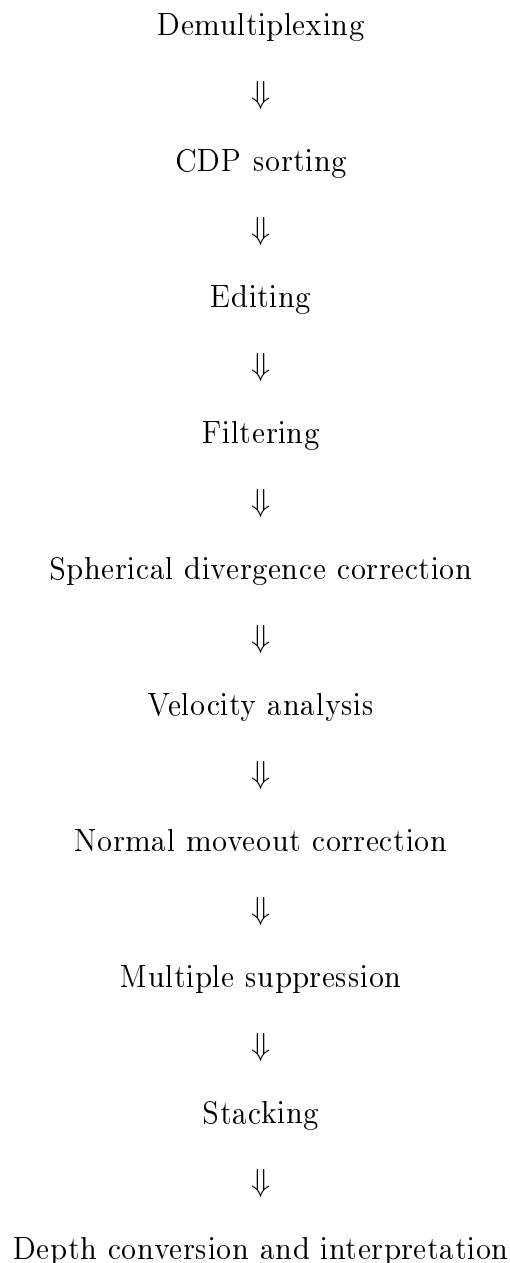 Demultiplexing
⇓
CDP sorting
⇓
Editing
⇓
Filtering
⇓
Spherical divergence correction
⇓
Velocity analysis
⇓
Normal moveout correction
⇓
Multiple suppression
⇓
Stacking
⇓
Depth conversion and interpretation